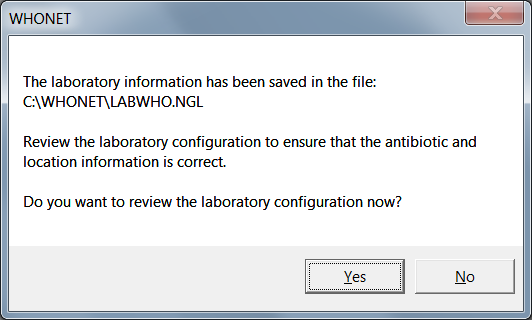 WHONET
The laboratory information has been saved in the file:
C:\WHONET\LABWHO.NGL
Review the laboratory configuration to ensure that the antibiotic and
location information is correct.
Do you want to review the laboratory configuration now?
Yes No